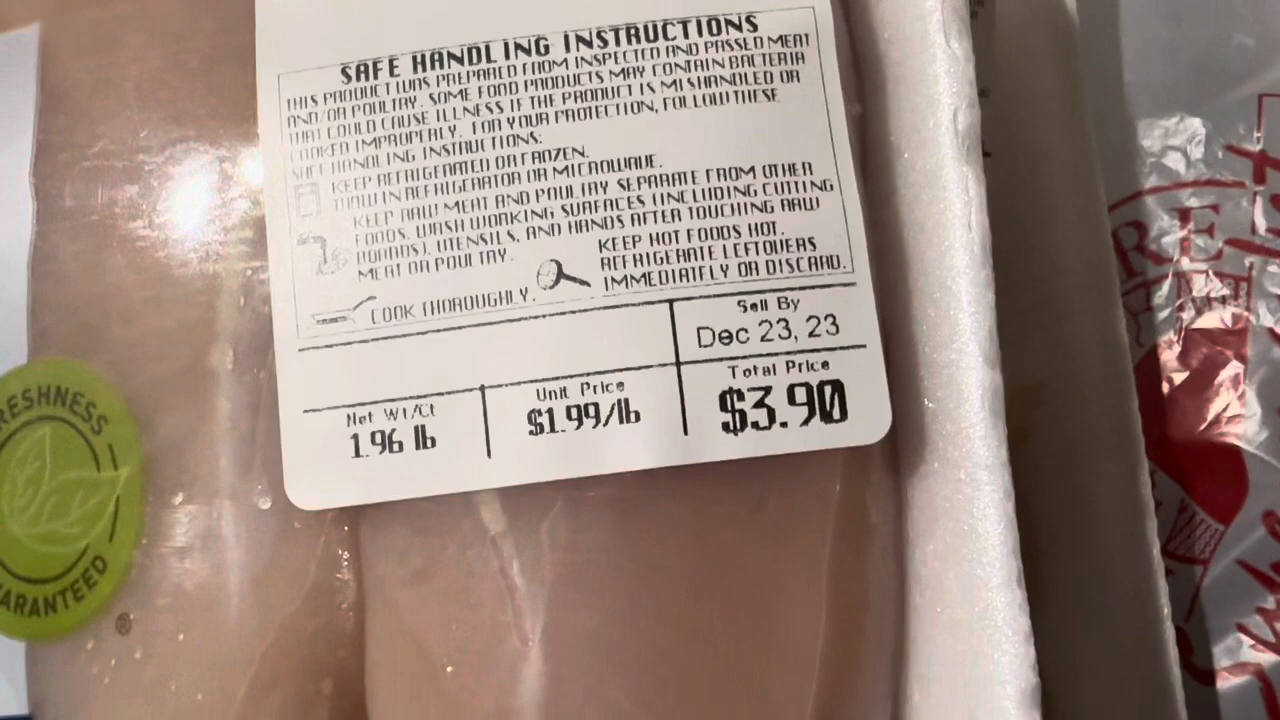 SAFE HANDLING INSTRUCTIONS
THIS PRODUCT WAS PREPARED FROM INSPECTED AND PASSED MEAT
AND/OR POULTRY. SOME FOOD PRODUCTS MAY CONTAIN BACTERIA
THAT COULD CAUSE ILLNESS IF THE PRODUCT IS MISHANDLED OR
COOKED IMPROPERLY. FOR YOUR PROTECTION, FOLLOW THESE
SAFE HANDLING INSTRUCTIONS:
KEEP REFRIGERATED OR FROZEN.
THAW IN REFRIGERATOR OR MICROWAVE.
KEEP RAW MEAT AND POULTRY SEPARATE FROM OTHER
FOODS. WASH WORKING SURFACES (INCLUDING CUTTING
BOARDS), UTENSILS, AND HANDS AFTER TOUCHING RAW
MEAT OR POULTRY.
KEEP HOT FOODS HOT.
REFRIGERATE LEFTOVERS
IMMEDIATELY OR DISCARD.
COOK THOROUGHLY.
Sell By
Dec 23, 23
Net Wt/Ct
1.96 lb
Unit Price
$1.99/lb
Total Price
$3.90
RESHNESS
ARANTEED
®
RE